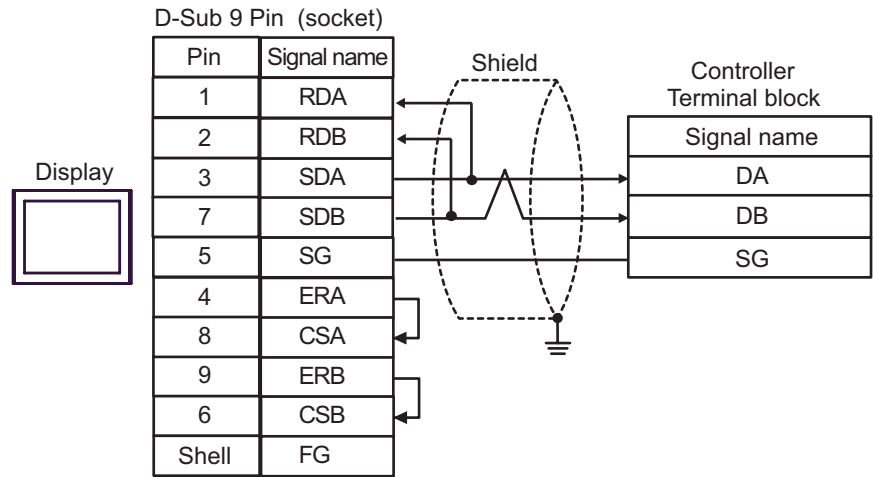 D-Sub 9 Pin (socket)
Pin Signal name
1 RDA
2 RDB
3 SDA
7 SDB
5 SG
4 ERA
8 CSA
9 ERB
6 CSB
Shell FG
Display
Shield
Controller
Terminal block
Signal name
DA
DB
SG